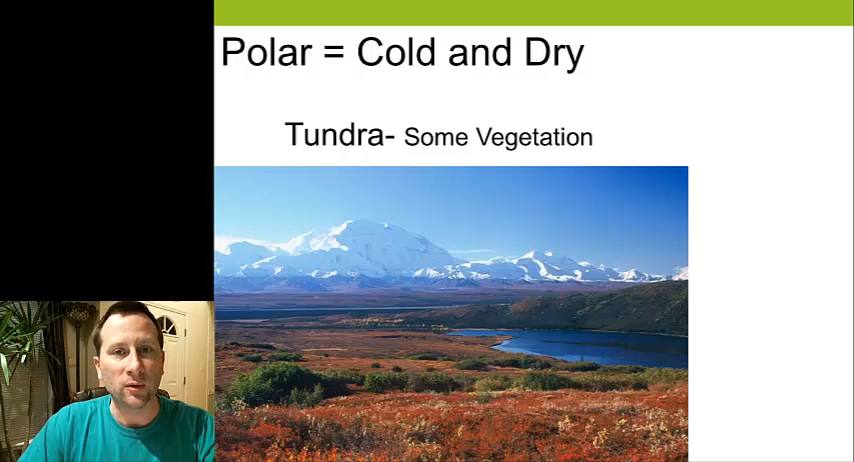 Polar = Cold and Dry
Tundra- Some Vegetation